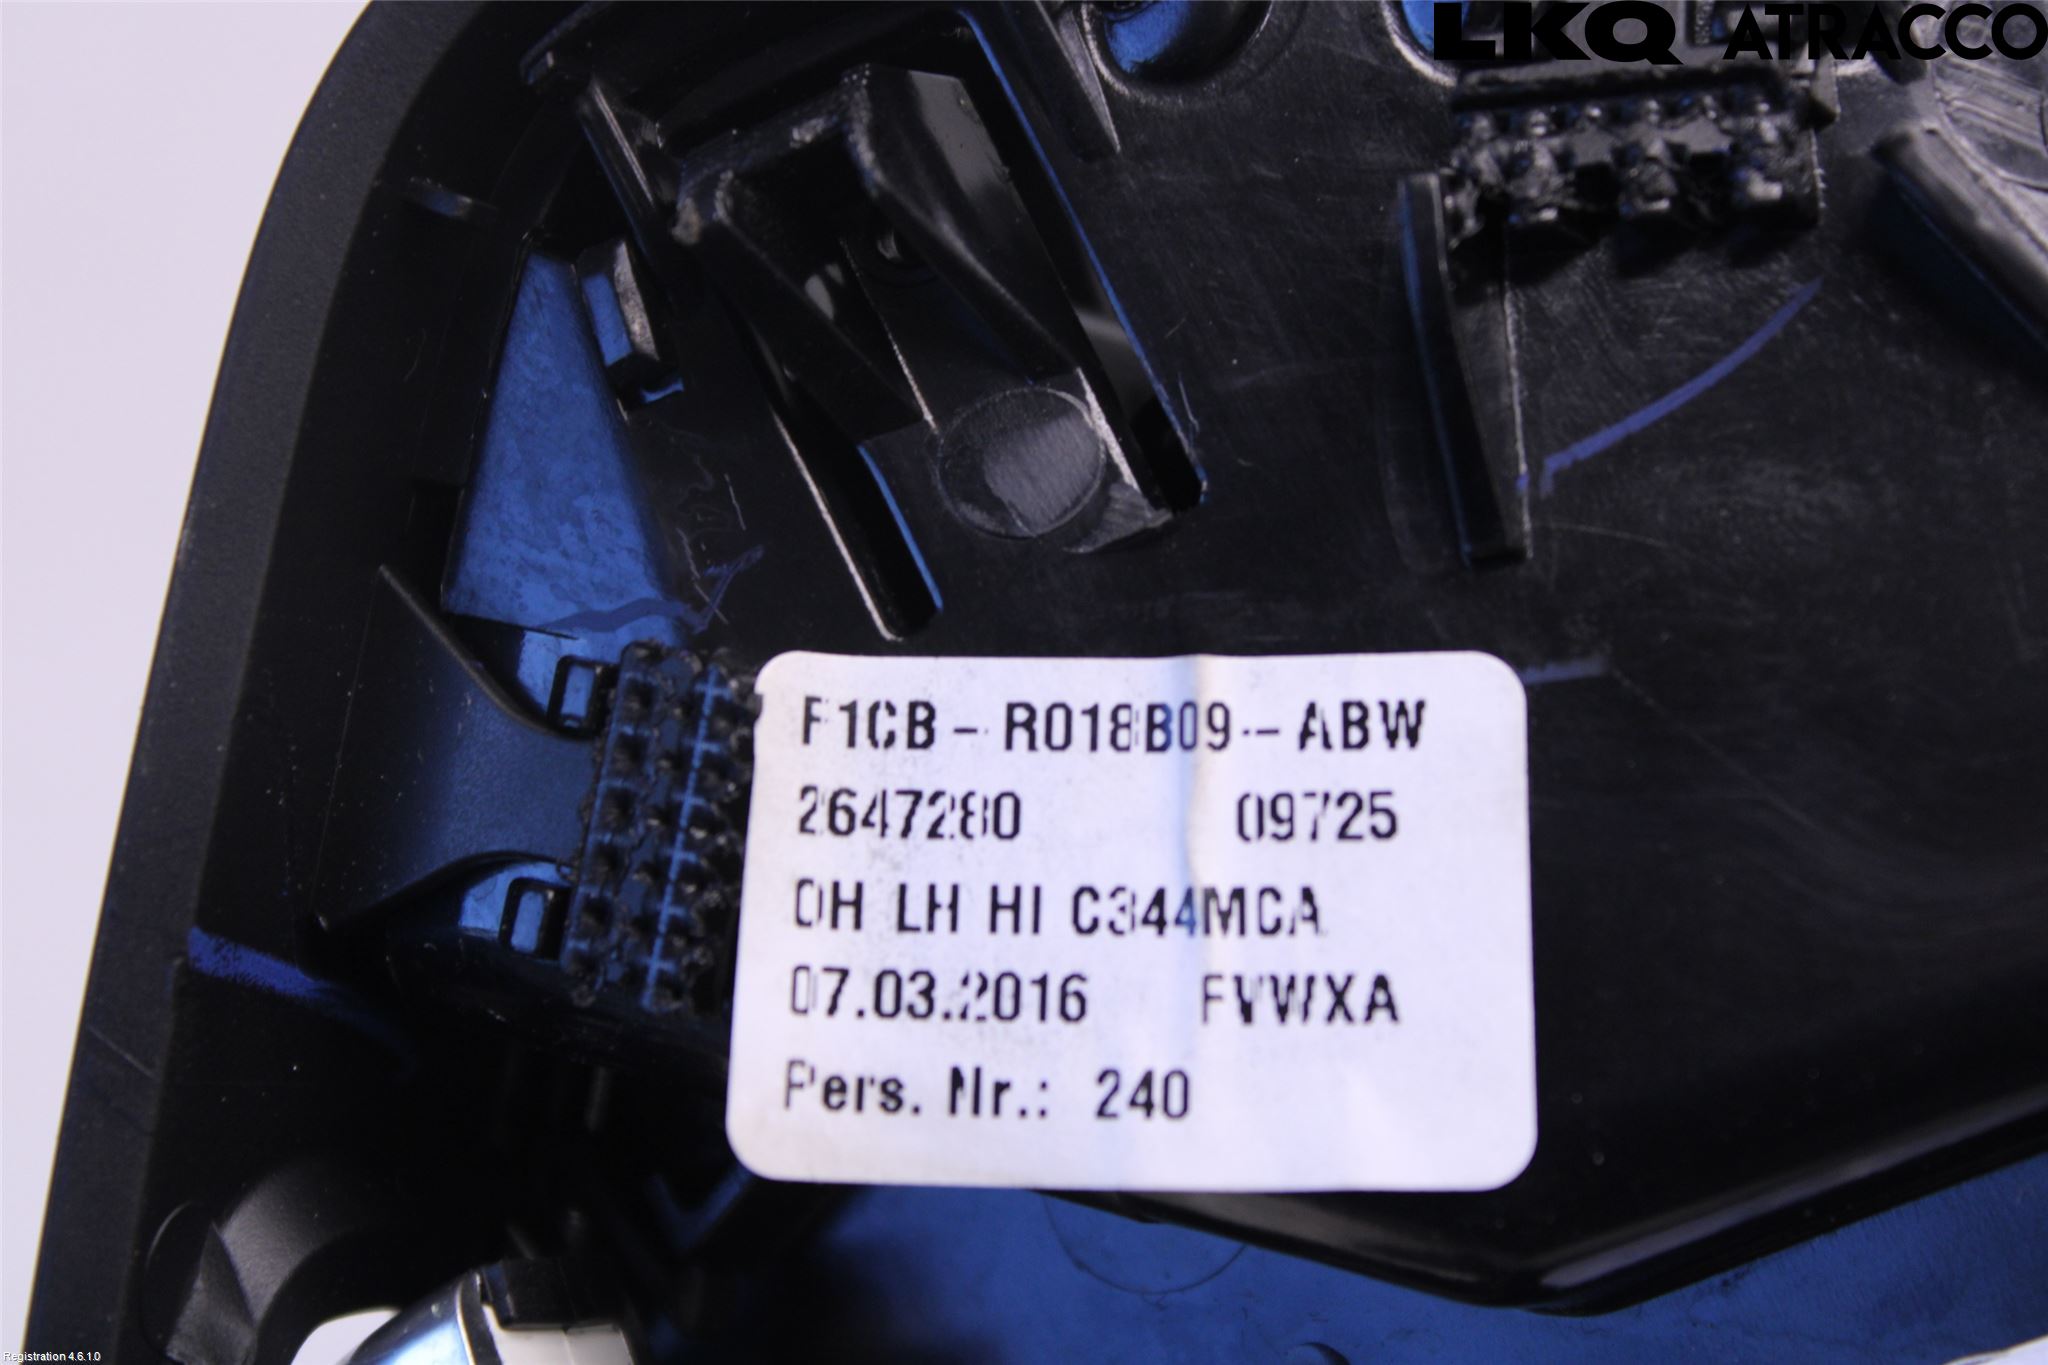 LKQ ATRACCO
F1CB - R018B09 -- ABW
2647280 09725
OH LH HI C344MCA
07.03.2016 FVWXA
Pers. Nr.: 240
Registration 4.6.1.0